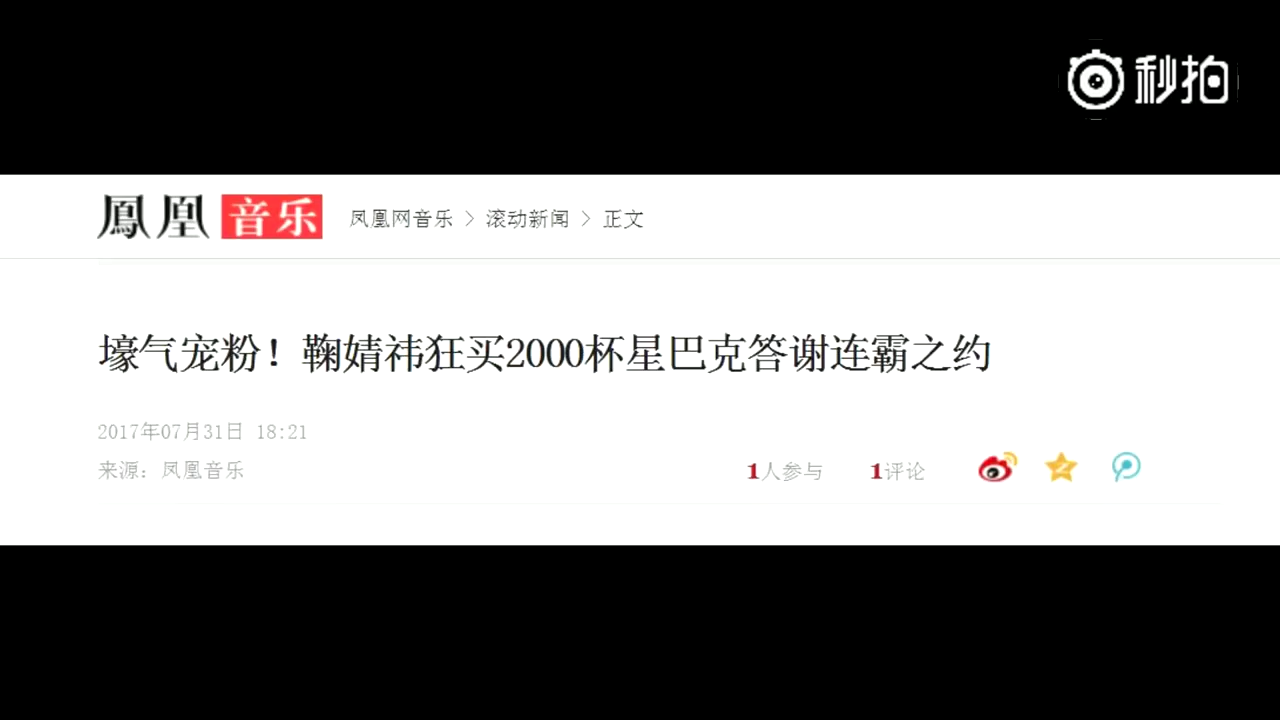 秒拍
鳳凰音乐 凤凰网音乐 > 滚动新闻 > 正文
壕气宠粉！鞠婧祎狂买2000杯星巴克答谢连霸之约
2017年07月31日 18:21
来源：凤凰音乐 1人参与 1评论